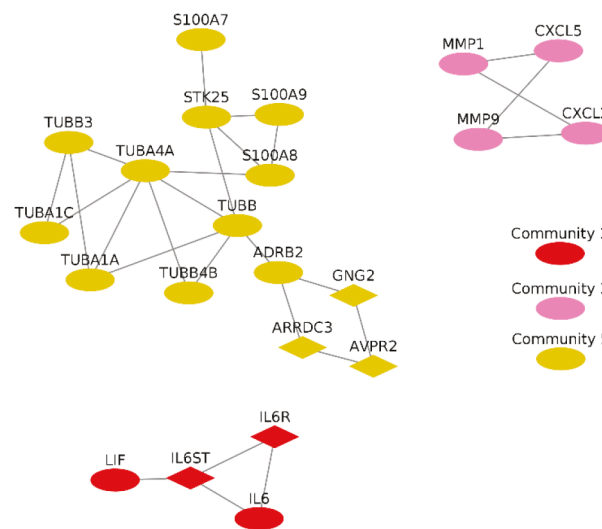 S100A7
CXCL5
MMP1
STK25
S100A9
TUBB3
MMP9
CXCL
TUBA4A
S100A8
TUBA1C
TUBB
Community
TUBA1A
TUBB4B
ADRB2
GNG2
Community
ARRDC3
AVPR2
Community
IL6R
LIF
IL6ST
IL6